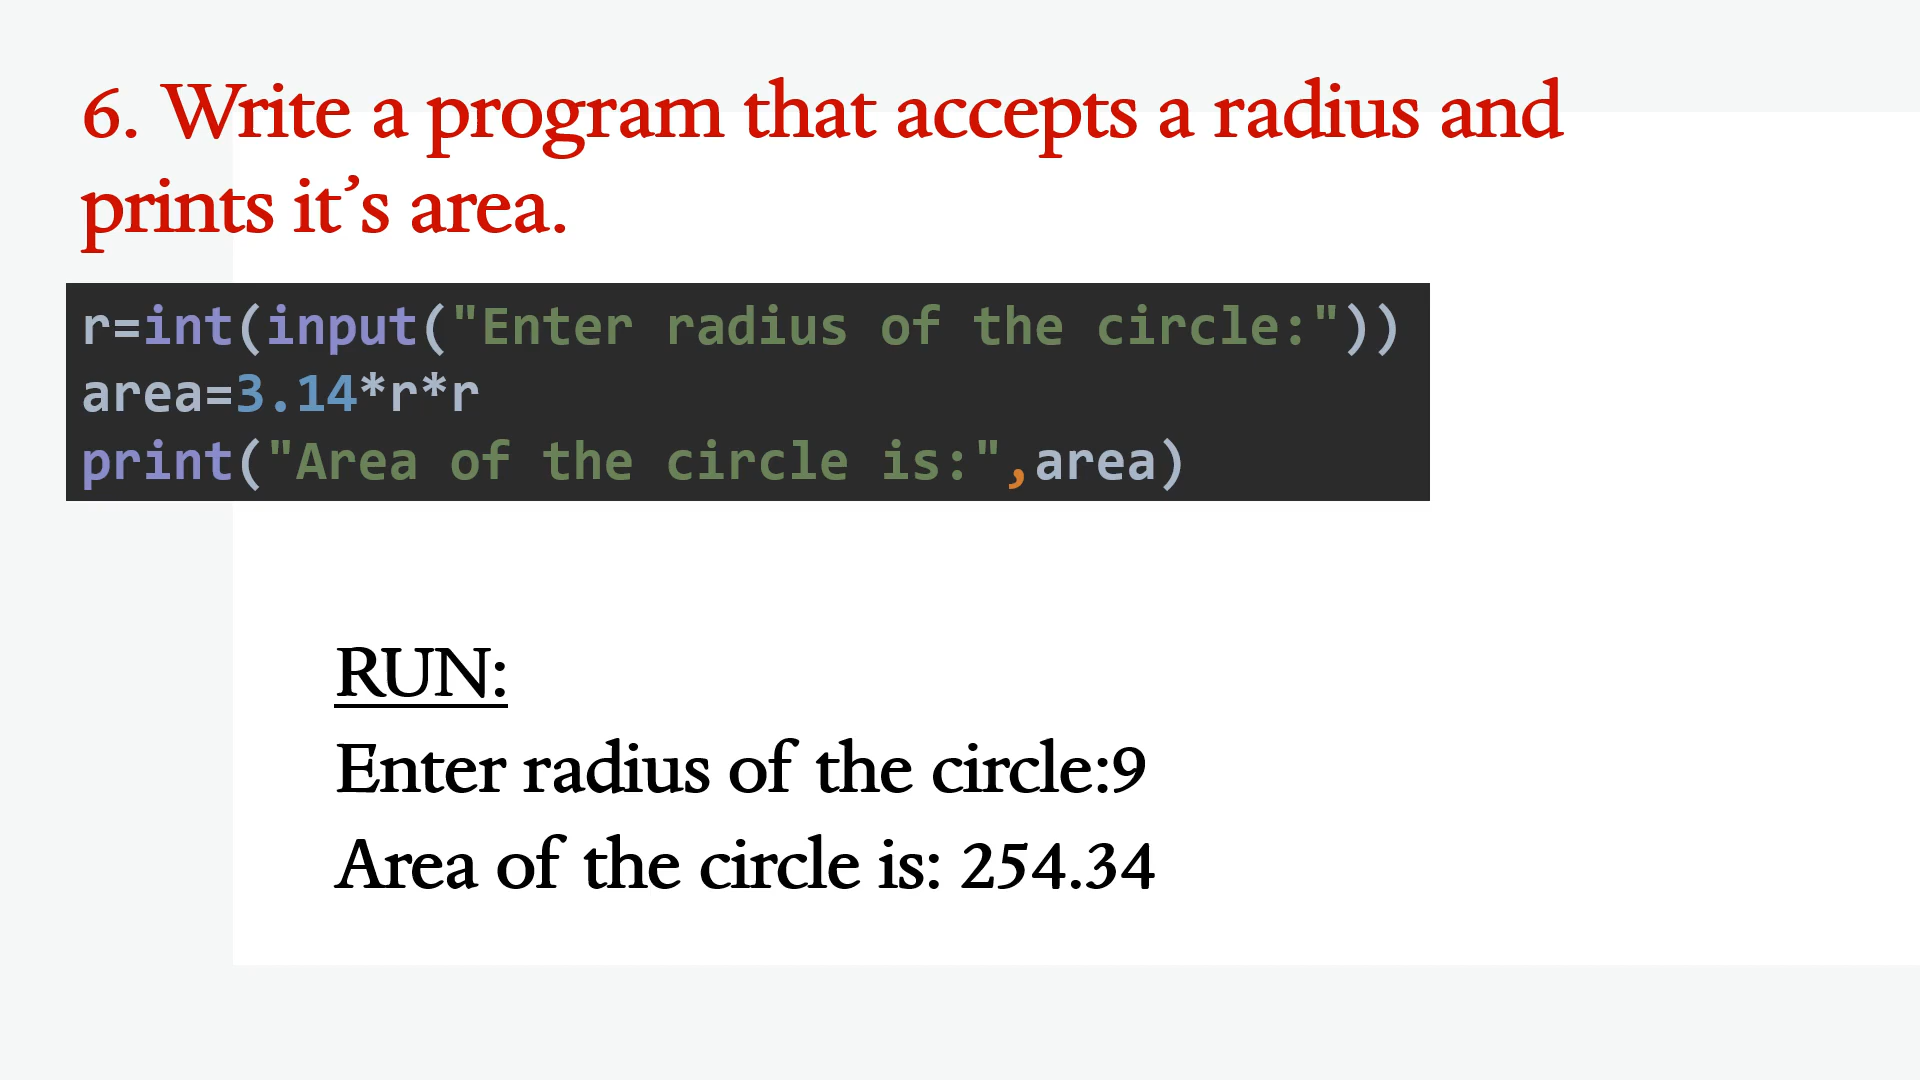 6. Write a program that accepts a radius and
prints it’s area.
r=int(input("Enter radius of the circle:"))
area=3.14*r*r
print("Area of the circle is:",area)
RUN:
Enter radius of the circle:9
Area of the circle is: 254.34